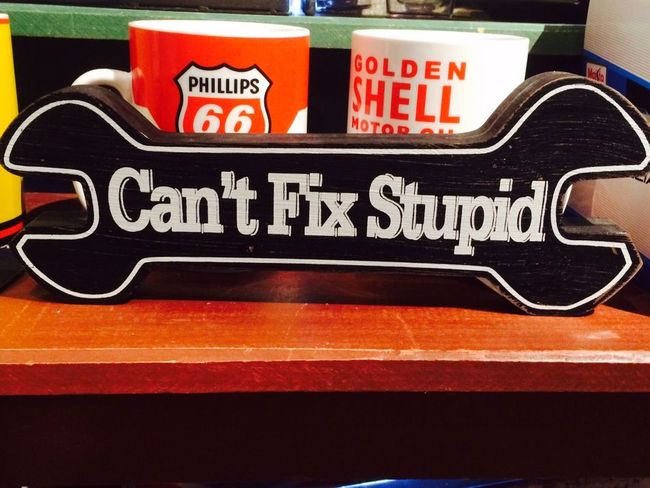 PHILLIPS
66
GOLDEN
SHELL
MOTOR OIL
Can't Fix Stupid